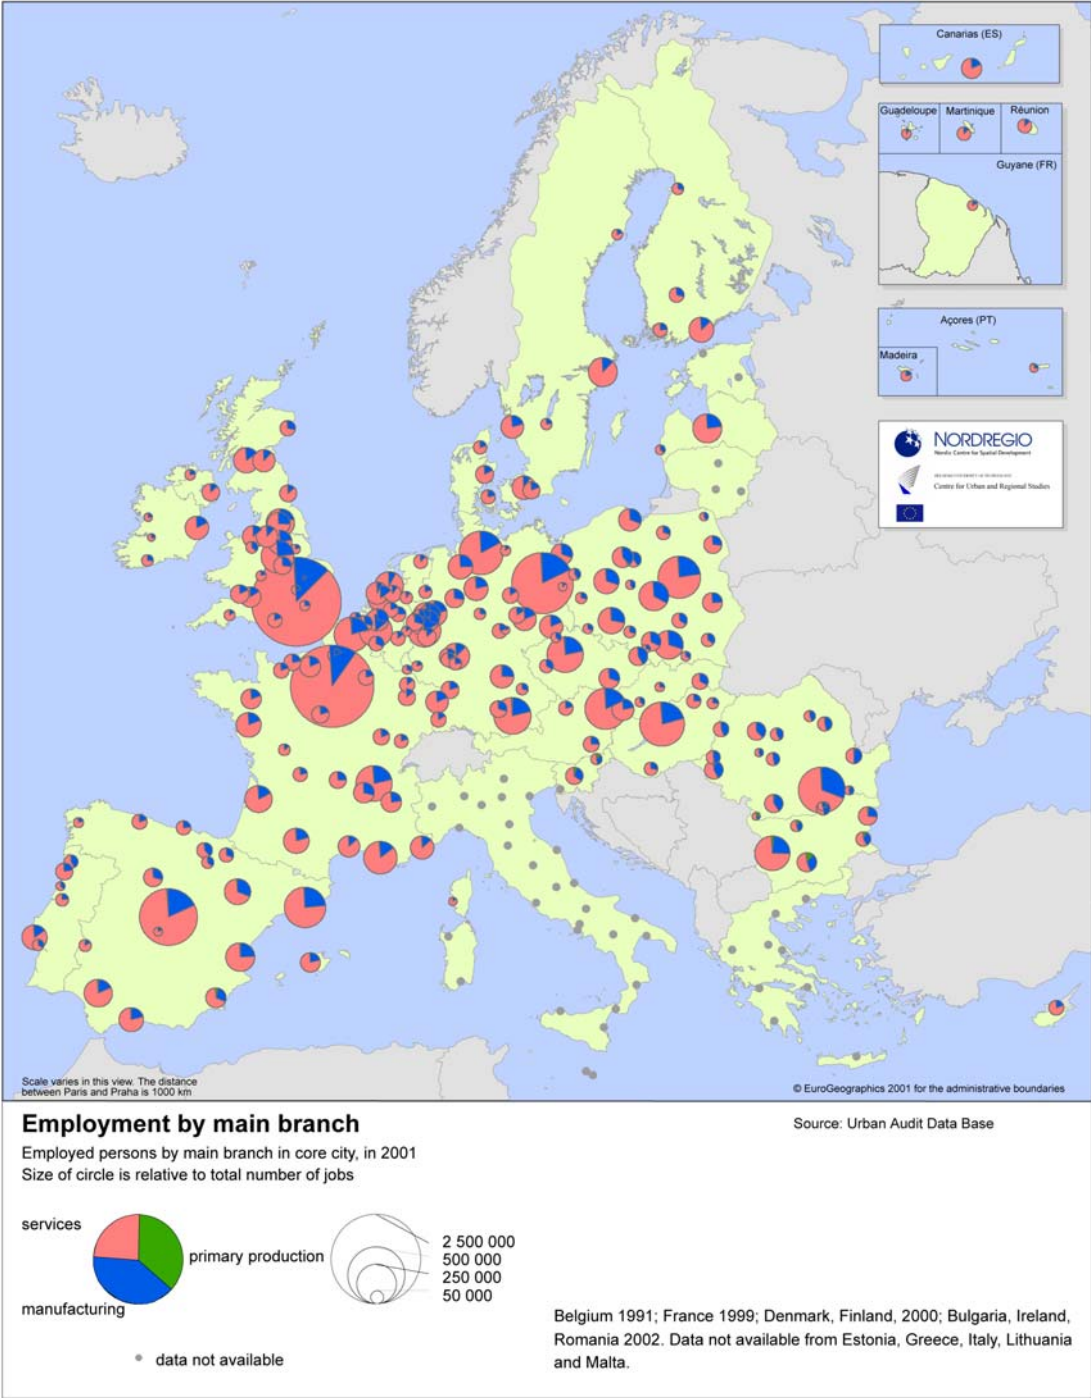 Canarias (ES)
Guadeloupe
Martinique
Réunion
Guyane (FR)
Açores (PT)
Madeira
NORDREGIO
Nordic Centre for Spatial Development
Centre for Urban and Regional Studies
Scale varies in this view. The distance
between Paris and Praha is 1000 km
© EuroGeographics 2001 for the administrative boundaries
Employment by main branch
Source: Urban Audit Data Base
Employed persons by main branch in core city, in 2001
Size of circle is relative to total number of jobs
services
primary production
manufacturing
2 500 000
500 000
250 000
50 000
data not available
Belgium 1991; France 1999; Denmark, Finland, 2000; Bulgaria, Ireland,
Romania 2002. Data not available from Estonia, Greece, Italy, Lithuania
and Malta.